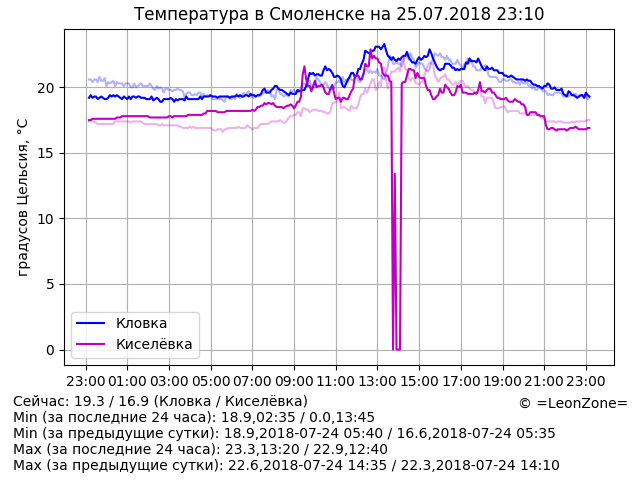 Температура в Смоленске на 25.07.2018 23:10
градусов Цельсия, °C
20
15
10
5
0
Кловка
Киселёвка
23:00 01:00 03:00 05:00 07:00 09:00 11:00 13:00 15:00 17:00 19:00 21:00 23:00
Сейчас: 19.3 / 16.9 (Кловка / Киселёвка)
© =LeonZone=
Min (за последние 24 часа): 18.9,02:35 / 0.0,13:45
Min (за предыдущие сутки): 18.9,2018-07-24 05:40 / 16.6,2018-07-24 05:35
Max (за последние 24 часа): 23.3,13:20 / 22.9,12:40
Max (за предыдущие сутки): 22.6,2018-07-24 14:35 / 22.3,2018-07-24 14:10